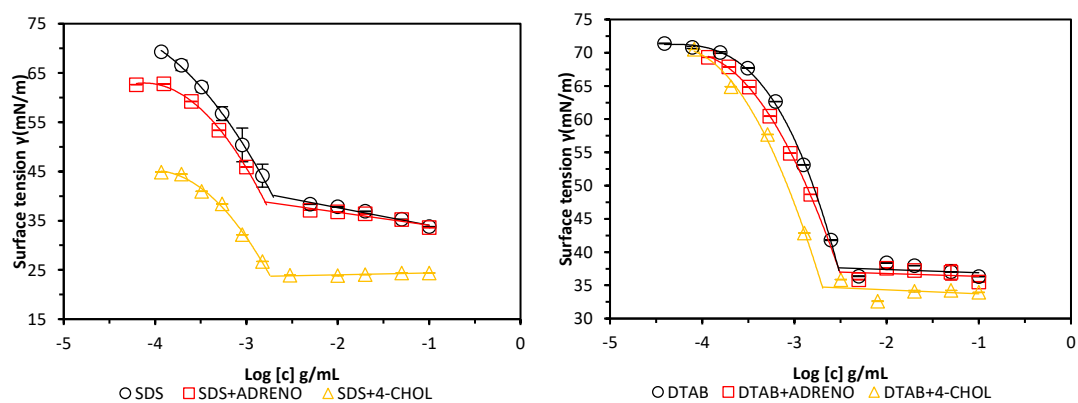 Surface tension γ(mN/m)
75
65
55
45
35
25
15
-5 -4 -3 -2 -1 0
Log [c] g/mL
SDS SDS+ADRENO SDS+4-CHOL
Surface tension γ(mN/m)
75
70
65
60
55
50
45
40
35
30
-5 -4 -3 -2 -1 0
Log [c] g/mL
DTAB DTAB+ADRENO DTAB+4-CHOL